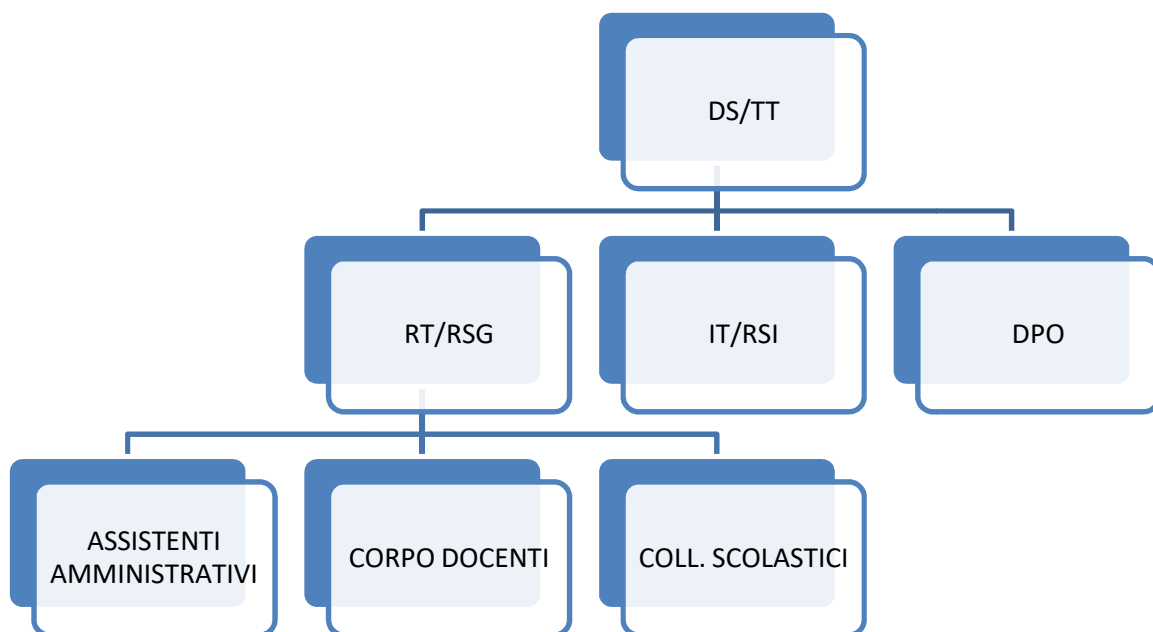 DS/TT
RT/RSG
IT/RSI
DPO
ASSISTENTI
AMMINISTRATIVI
CORPO DOCENTI
COLL. SCOLASTICI